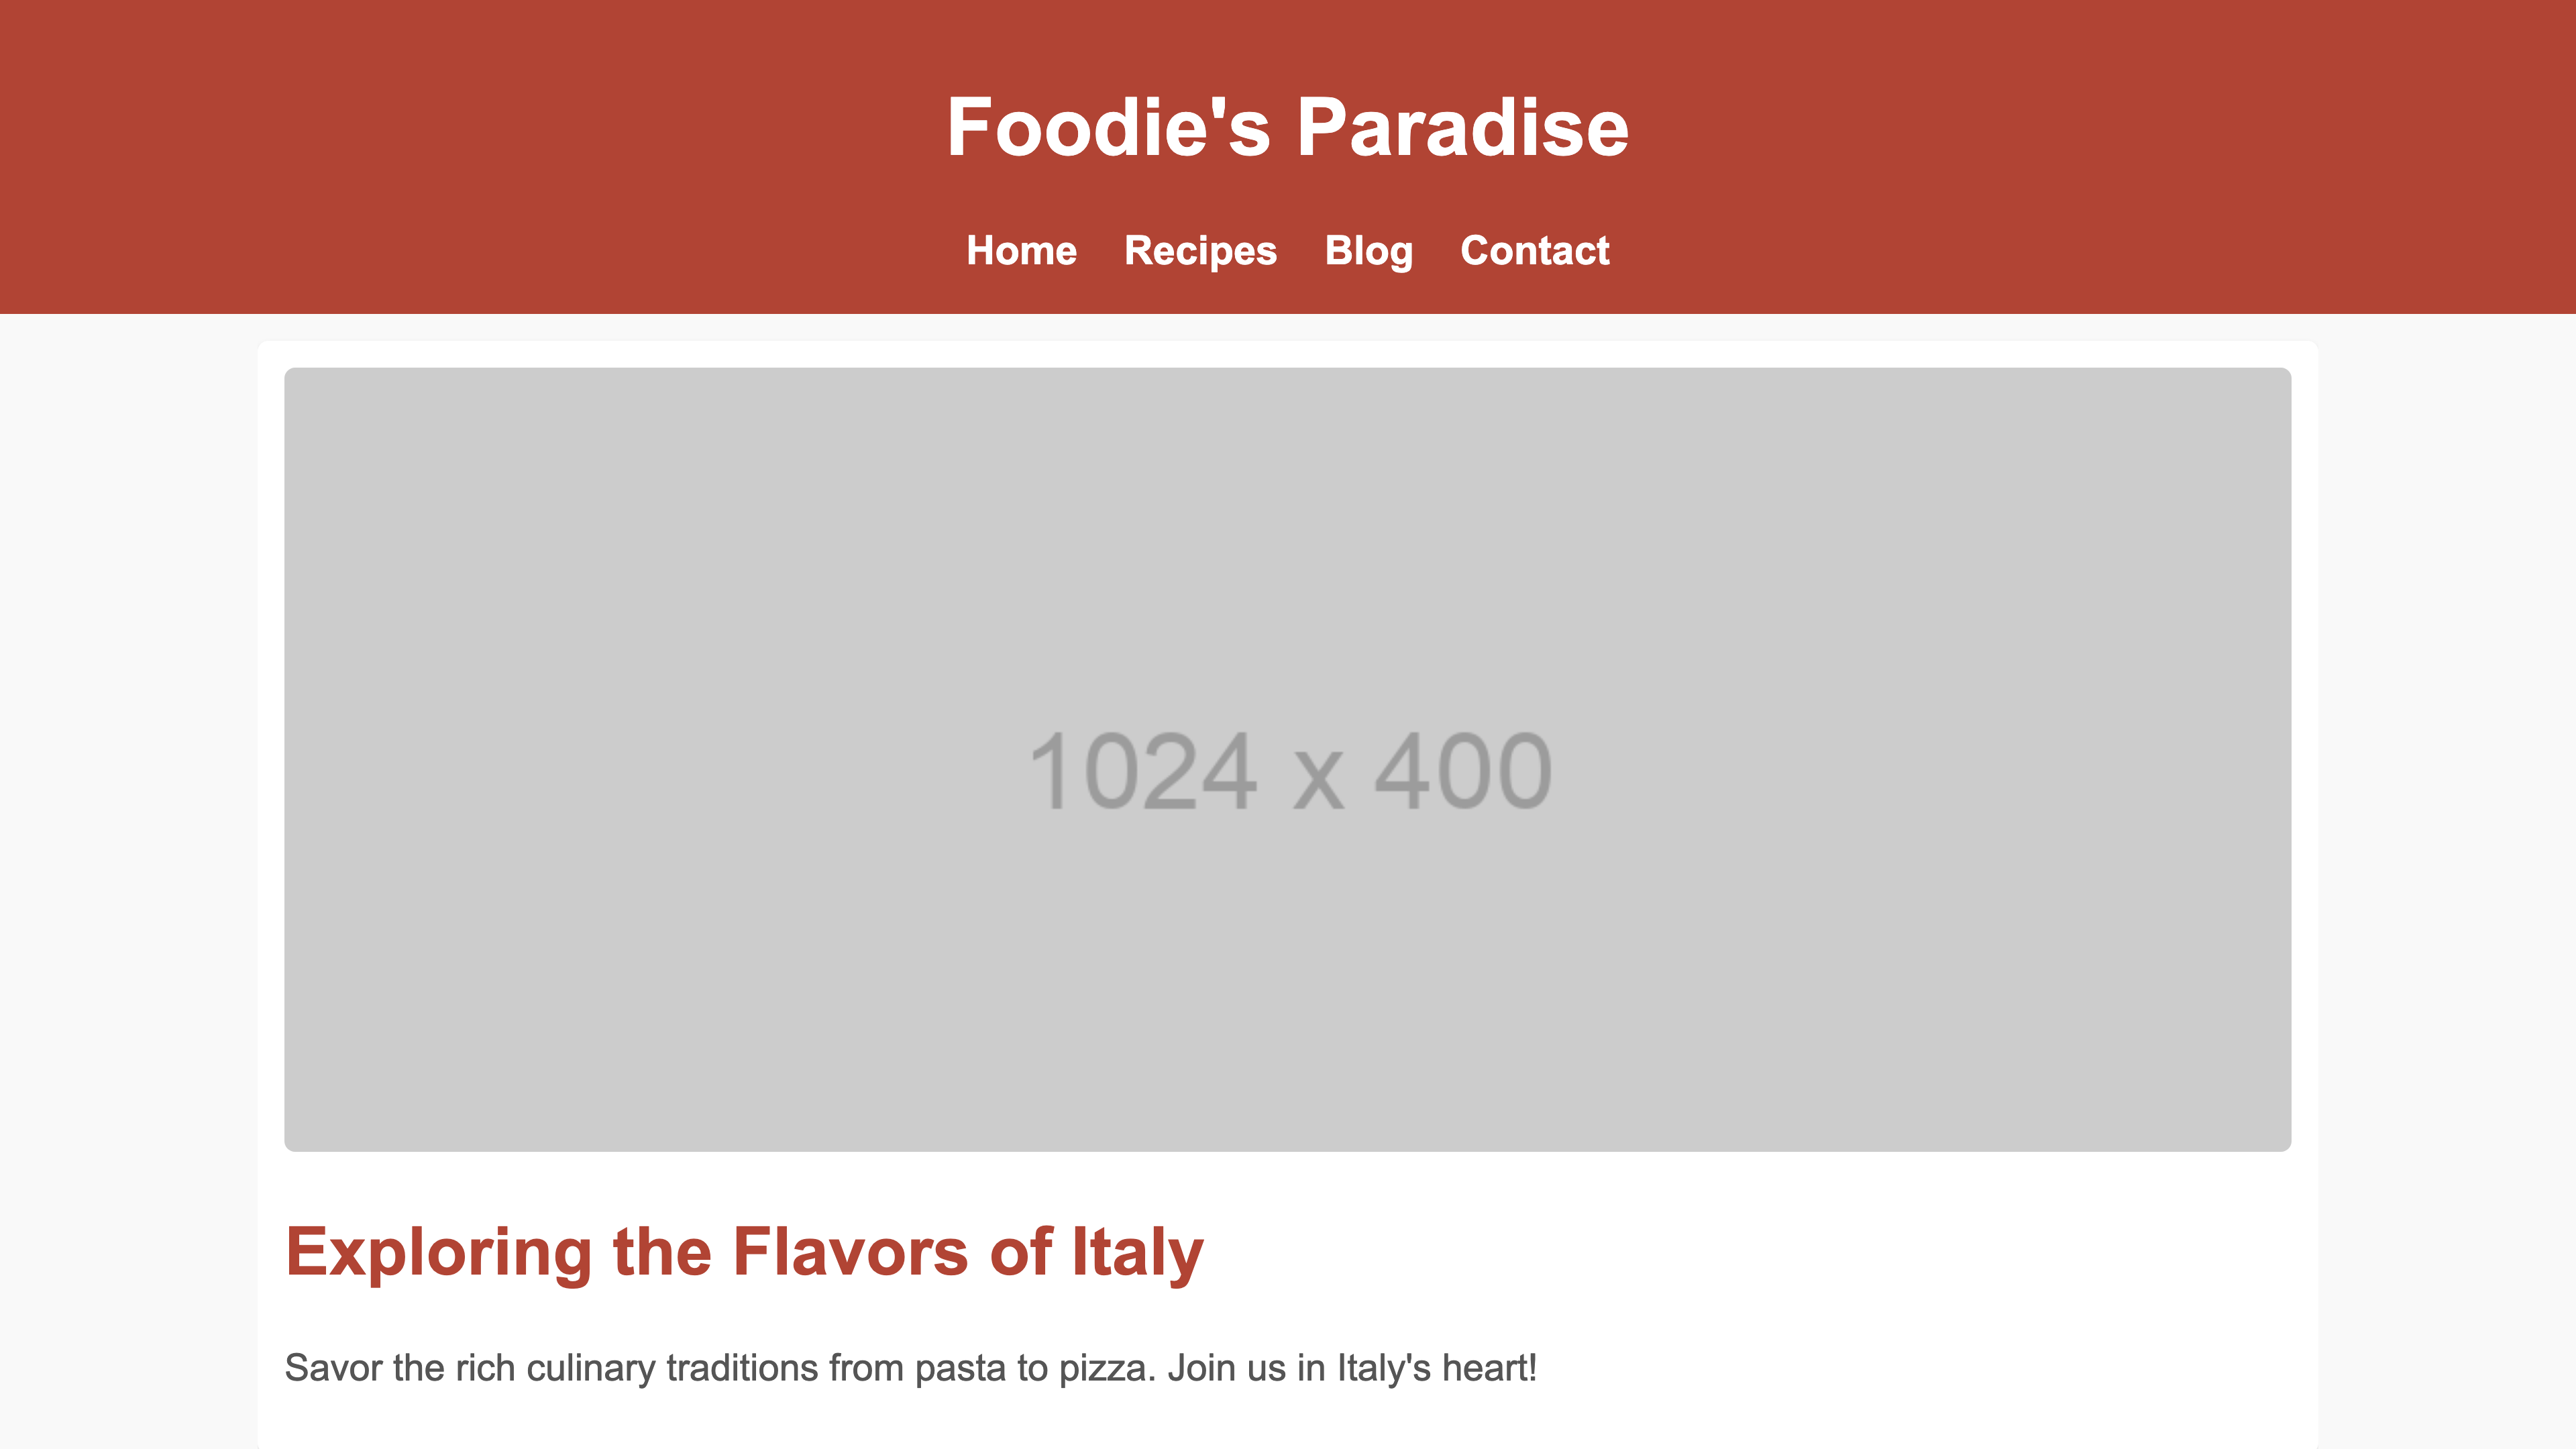 Foodie's Paradise
Home Recipes Blog Contact
1024 x 400
Exploring the Flavors of Italy
Savor the rich culinary traditions from pasta to pizza. Join us in Italy's heart!